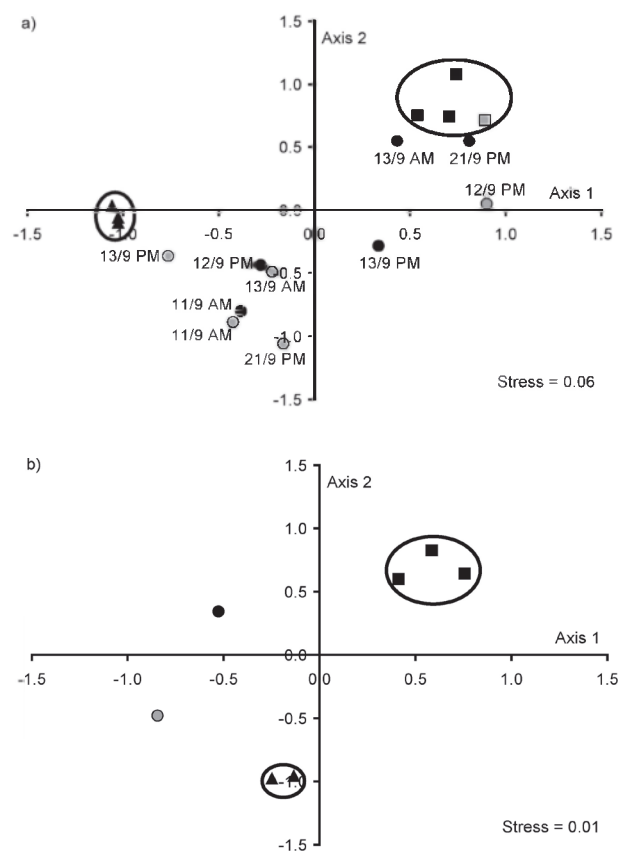 a)
1.5
Axis 2
1.0
0.5
13/9 AM 21/9 PM
12/9 PM
0.0
Axis 1
-1.5 -1.0 -0.5 0.0 0.5 1.0 1.5
13/9 PM 12/9 PM 13/9 PM
-0.5
13/9 AM
11/9 AM
11/9 AM
-1.0
21/9 PM
Stress = 0.06
-1.5
b)
1.5
Axis 2
1.0
0.5
Axis 1
0.0
-1.5 -1.0 -0.5 0.0 0.5 1.0 1.5
-0.5
-1.0
Stress = 0.01
-1.5